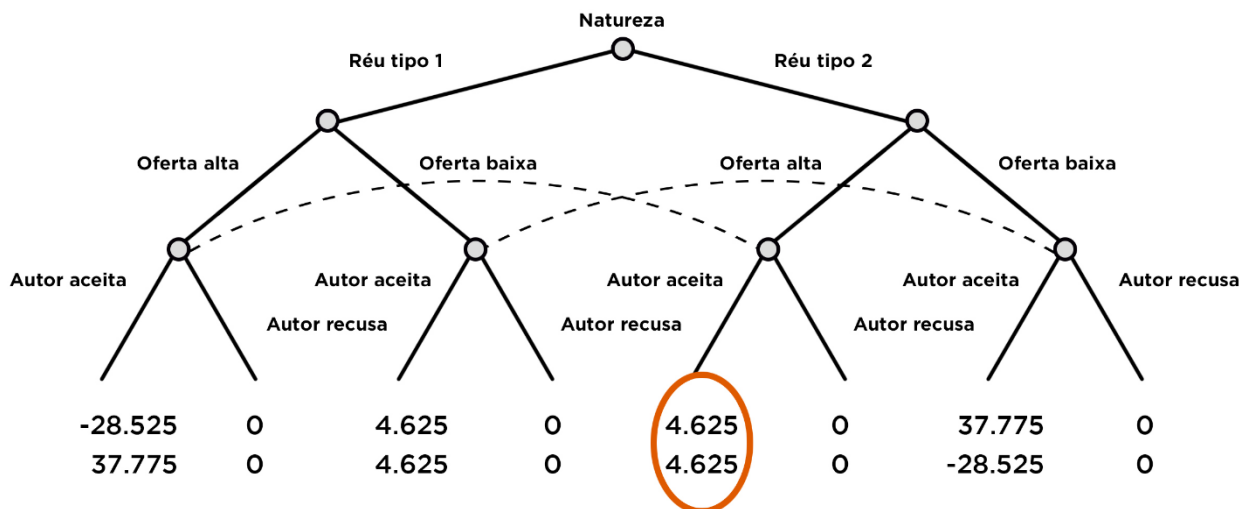 Natureza
Réu tipo 1 Réu tipo 2
Oferta alta Oferta baixa Oferta alta Oferta baixa
Autor aceita Autor aceita Autor aceita Autor aceita Autor recusa
Autor recusa Autor recusa Autor recusa
-28.525 0 4.625 0 4.625 0 37.775 0
37.775 0 4.625 0 4.625 0 -28.525 0